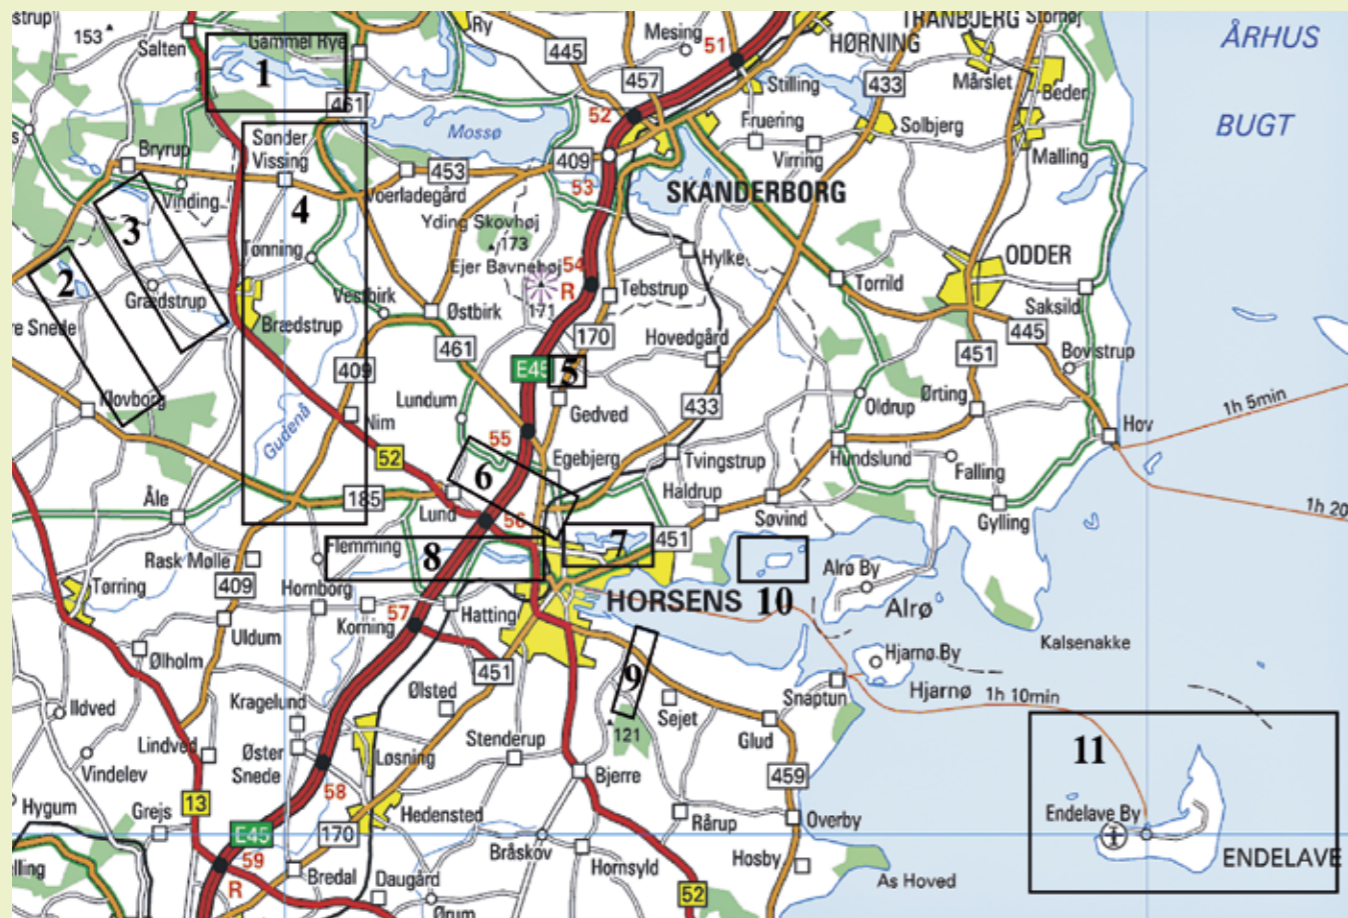 strup
153
Salten
Gammel Rye
Ry
445
457
Mesing
51
HØRNING
TRANBJERG
Storhøj
ÅRHUS
BUGT
1
461
Mossø
52
Stilling
433
Mårslet
Beder
Fruering
Solbjerg
Virring
Malling
Bryrup
Sønder
Vissing
453
409
53
Voerladegård
SKANDERBORG
Vinding
3
4
Yding Skovhøj
173
Tønning
Ejer Bavnehøj
54
R
171
Hylke
Tebstrup
Torrild
ODDER
Saksild
2
Grædstrup
re Snede
Brædstrup
Vestbirk
Østbirk
461
170
Hovedgård
445
451
Bovistrup
E45
5
409
Klovborg
Nim
Lundum
Gedved
433
Oldrup
Ørting
Hov
1h 5min
Gudenå
52
55
6
Egebjerg
Tvingstrup
Hundslund
Falling
Åle
185
Lund
56
Haldrup
Søvind
Gylling
1h 20
Rask Mølle
Flemming
8
7
451
Alrø By
Alrø
Tørring
409
Hornborg
HORSENS
10
Uldum
Korning
57
Hatting
Kalsenakke
Ølholm
451
9
Hjarnø By
Hjarnø
Snaptun
1h 10min
Ildved
Kragelund
Ølsted
Sejet
Lindved
Øster
Snede
Løsning
Stenderup
121
Glud
11
Vindelev
58
Bjerre
459
Hygum
13
Grejs
E45
170
Hedensted
Rårup
Overby
Endelave By
ENDELAVE
59
R
Bredal
Bråskov
Hornsyld
Hosby
As Hoved
elling
Daugård
Ørum
52